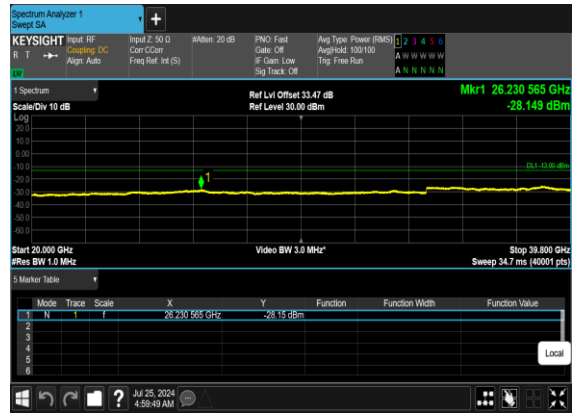 Spectrum Analyzer 1
Swept SA
KEYSIGHT
R T
LXI
Input: RF
Coupling: DC
Align: Auto
Input Z: 50 Ω
Corr CCorr
Freq Ref: Int (S)
#Atten: 20 dB
PNO: Fast
Gate: Off
IF Gain: Low
Sig Track: Off
Avg Type: Power (RMS)
Avg|Hold: 100/100
Trig: Free Run
1 2 3 4 5 6
A W W W W W
A N N N N N
1 Spectrum
Scale/Div 10 dB
Ref Lvl Offset 33.47 dB
Ref Level 30.00 dBm
Mkr1 26.230 565 GHz
-28.149 dBm
Log
20.0
10.0
0.00
-10.0
DL1 -13.00 dBm
1
-20.0
-30.0
-40.0
-50.0
-60.0
Start 20.000 GHz
#Res BW 1.0 MHz
Video BW 3.0 MHz*
Stop 39.800 GHz
Sweep 34.7 ms (40001 pts)
5 Marker Table
Mode Trace Scale X Y Function Function Width Function Value
1 N 1 f 26.230 565 GHz -28.15 dBm
2
3
4
5
6
Local
?
Jul 25, 2024
4:59:49 AM